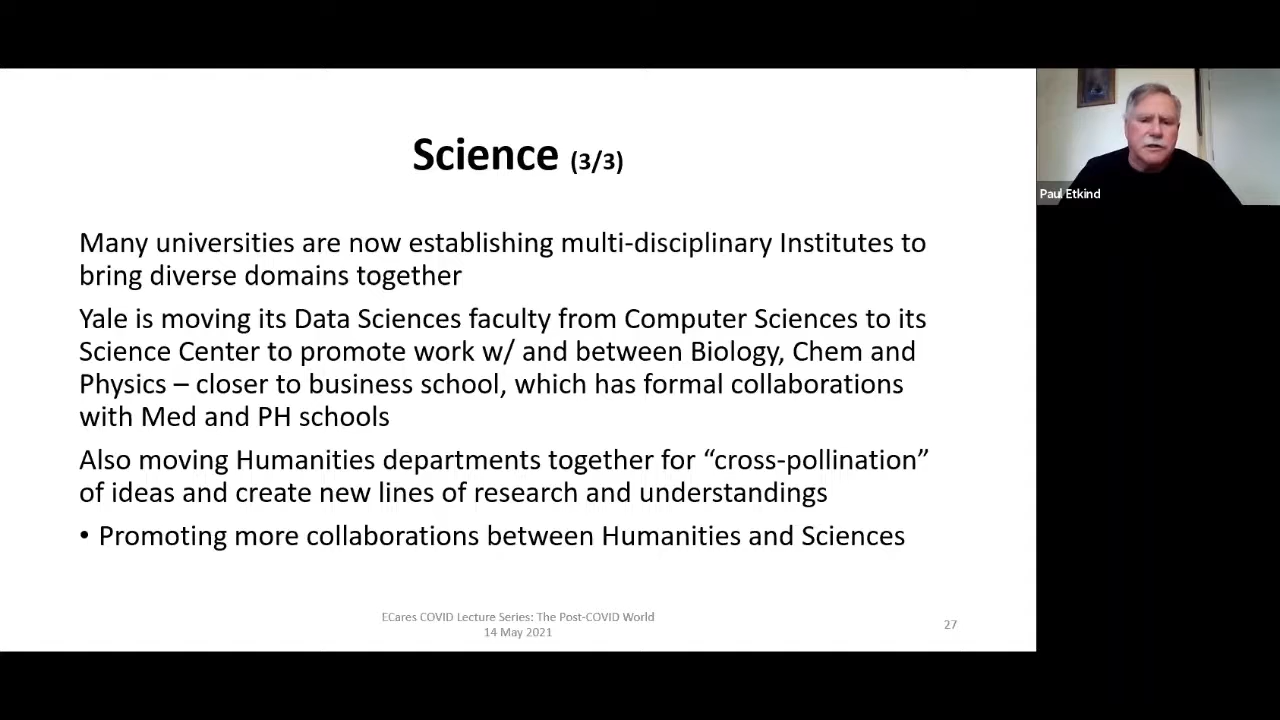 Science (3/3)
Many universities are now establishing multi-disciplinary Institutes to
bring diverse domains together
Yale is moving its Data Sciences faculty from Computer Sciences to its
Science Center to promote work w/ and between Biology, Chem and
Physics – closer to business school, which has formal collaborations
with Med and PH schools
Also moving Humanities departments together for “cross-pollination”
of ideas and create new lines of research and understandings
• Promoting more collaborations between Humanities and Sciences
ECares COVID Lecture Series: The Post-COVID World
14 May 2021
27
Paul Etkind